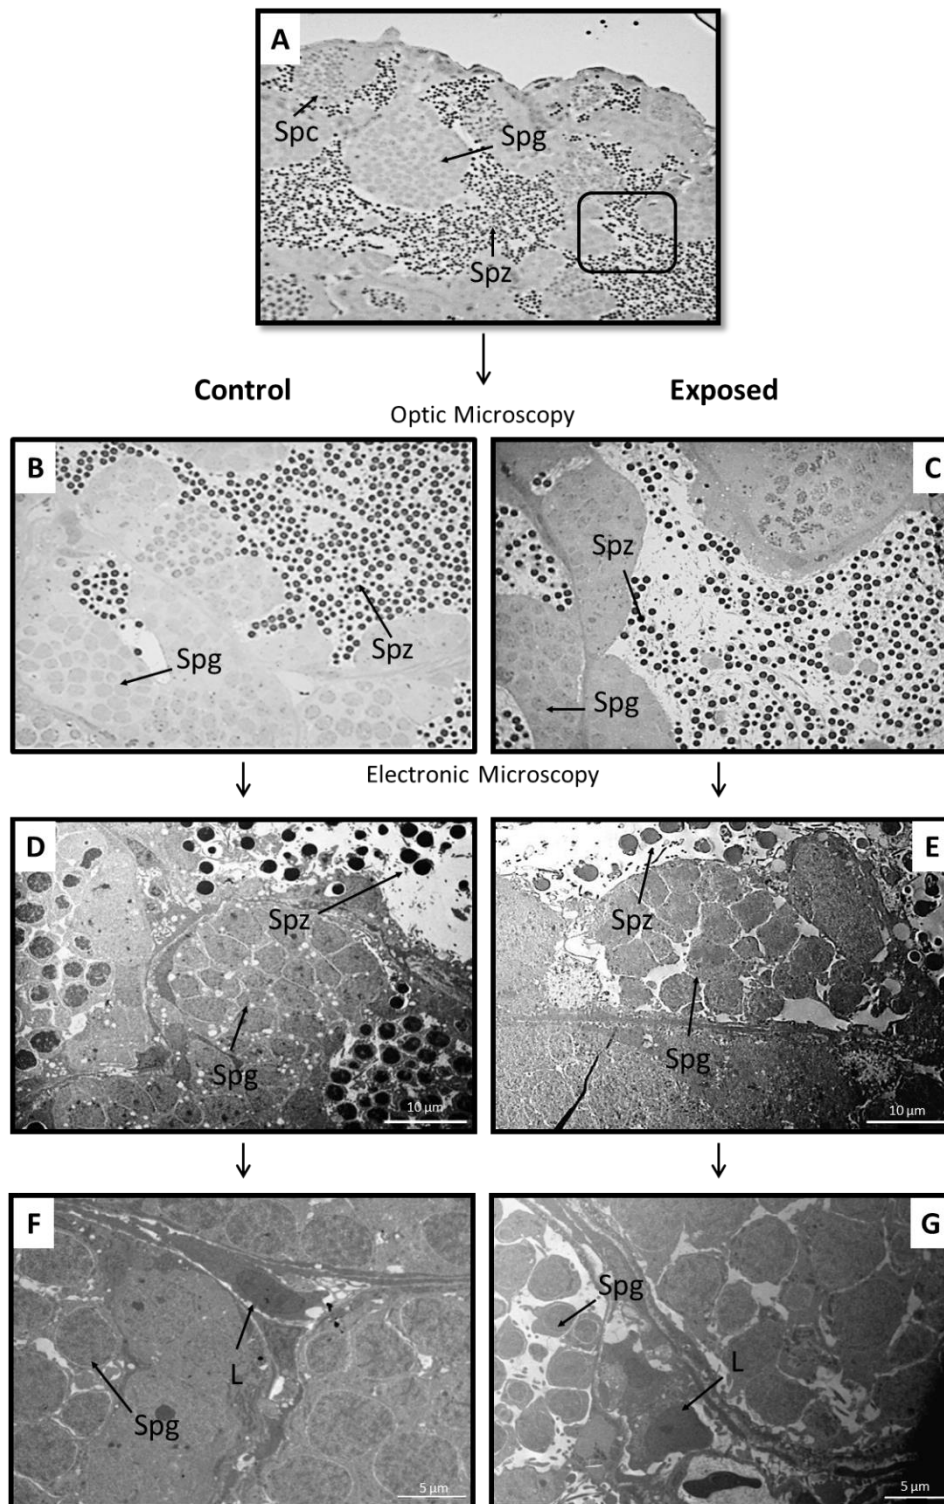 A
Spc
Spg
Spz
Control
Exposed
Optic Microscopy
B
C
Spz
Spz
Spg
Spg
Electronic Microscopy
D
E
Spz
Spz
Spg
Spg
10 µm
10 µm
F
G
Spg
L
L
Spg
5 µm
5 µm